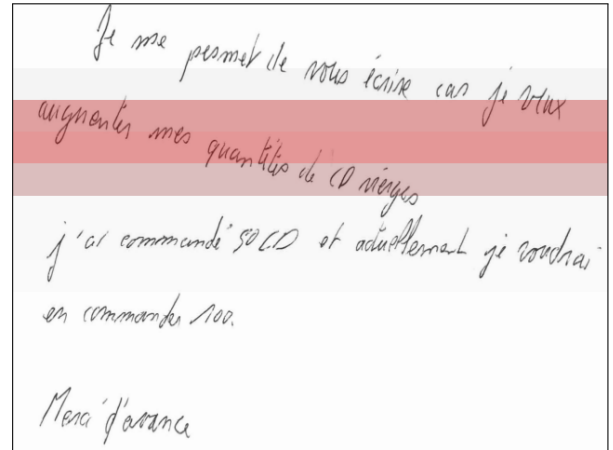 Je me permet de vous écrire car je veux
augmenter mes quantités de CD vierges
j'ai commandé 50 CD et actuellement je voudrai
en commander 100.
Merci d'avance